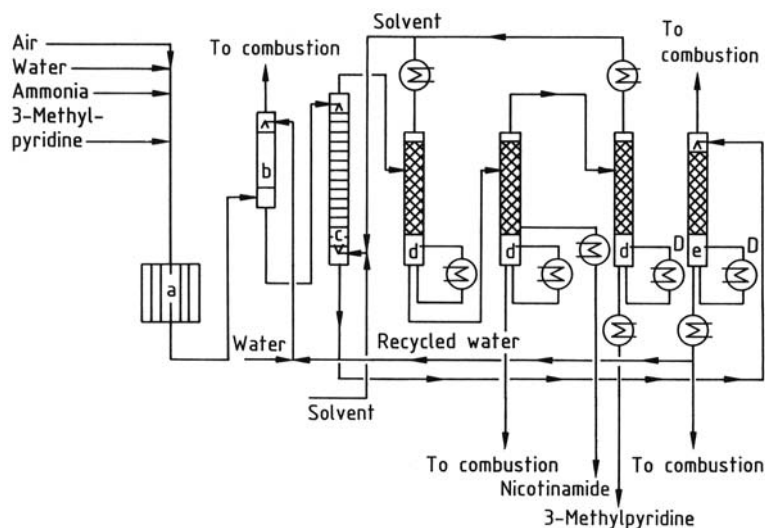 Air
Water
Ammonia
3-Methyl-
pyridine
To combustion
Solvent
To
combustion
b
c
a
d
d
d
D
e
D
Water
Recycled water
Solvent
To combustion
Nicotinamide
3-Methylpyridine
To combustion